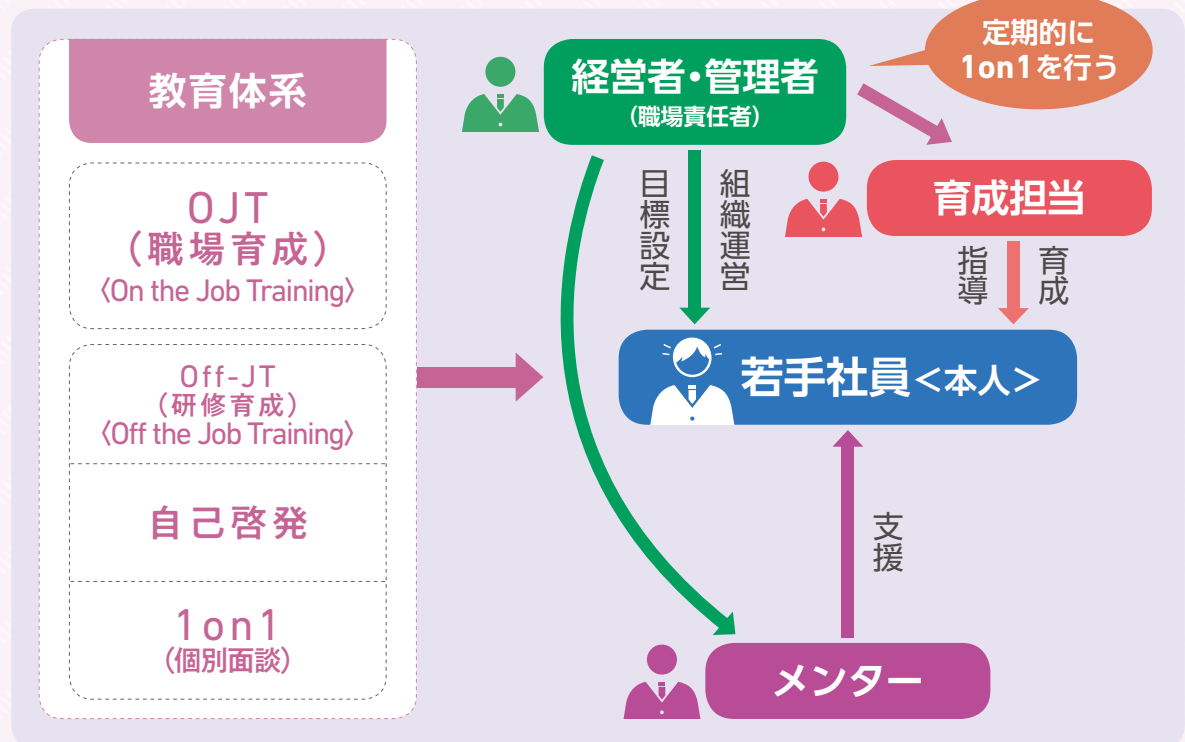 教育体系
OJT
（職場育成）
〈On the Job Training〉
Off-JT
（研修育成）
〈Off the Job Training〉
自己啓発
1on1
（個別面談）
定期的に
1on1を行う
経営者・管理者
（職場責任者）
目標設定
組織運営
育成担当
指導
育成
若手社員＜本人＞
支援
メンター